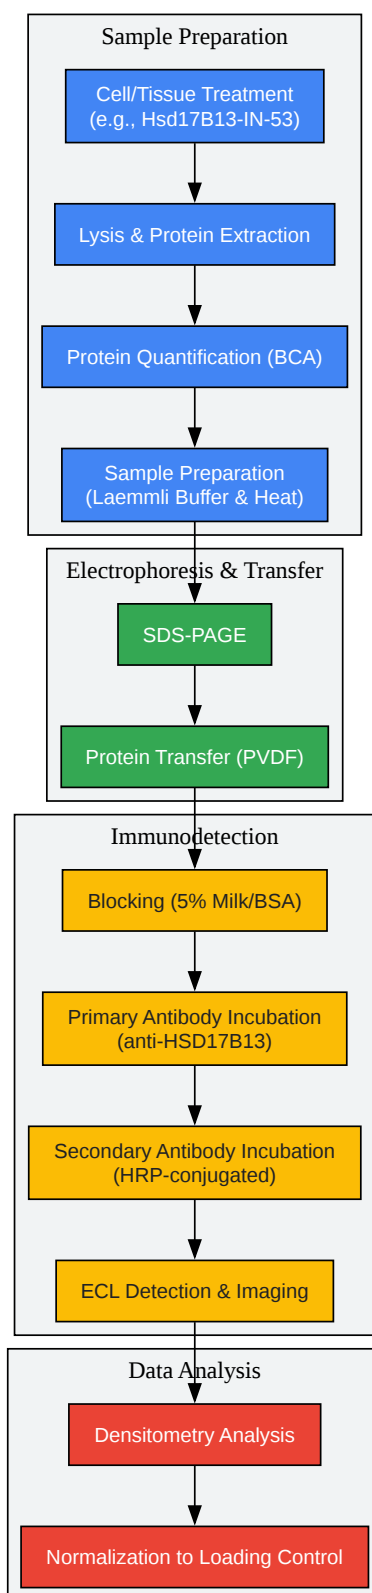 Sample Preparation
Cell/Tissue Treatment
(e.g., Hsd17B13-IN-53)
Lysis & Protein Extraction
Protein Quantification (BCA)
Sample Preparation
(Laemmli Buffer & Heat)
Electrophoresis & Transfer
SDS-PAGE
Protein Transfer (PVDF)
Immunodetection
Blocking (5% Milk/BSA)
Primary Antibody Incubation
(anti-HSD17B13)
Secondary Antibody Incubation
(HRP-conjugated)
ECL Detection & Imaging
Data Analysis
Densitometry Analysis
Normalization to Loading Control